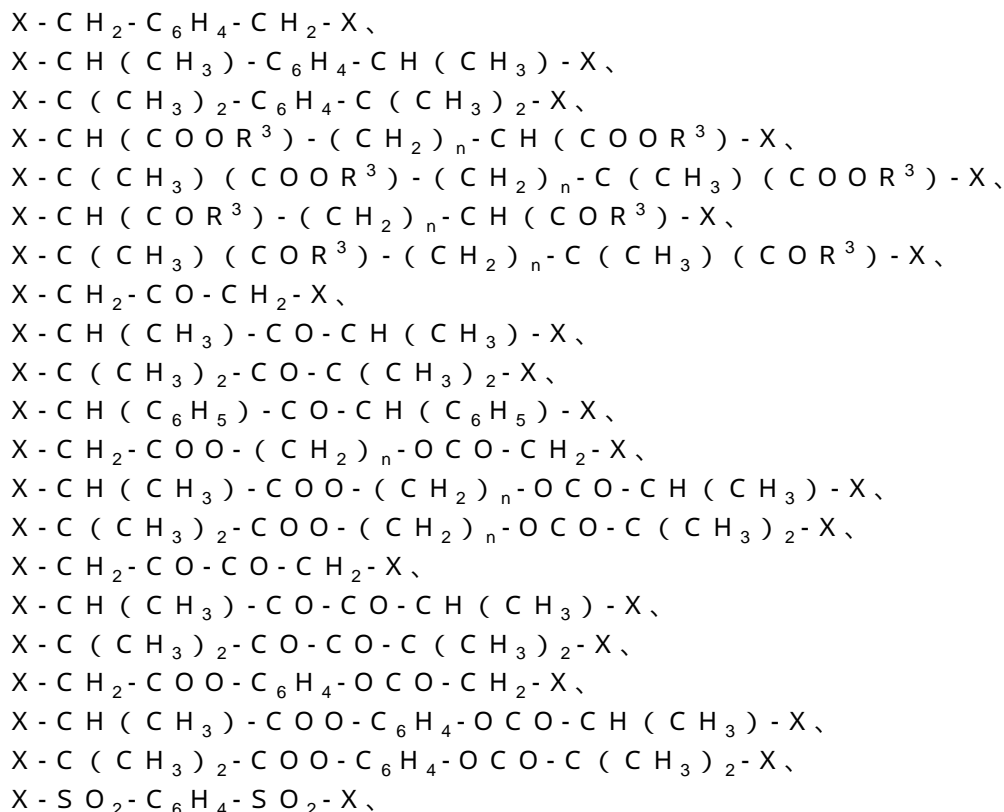 X-CH₂-C₆H₄-CH₂-X、
X-CH(CH₃)-C₆H₄-CH(CH₃)-X、
X-C(CH₃)₂-C₆H₄-C(CH₃)₂-X、
X-CH(COOR³)-(CH₂)ₙ-CH(COOR³)-X、
X-C(CH₃)(COOR³)-(CH₂)ₙ-C(CH₃)(COOR³)-X、
X-CH(COR³)-(CH₂)ₙ-CH(COR³)-X、
X-C(CH₃)(COR³)-(CH₂)ₙ-C(CH₃)(COR³)-X、
X-CH₂-CO-CH₂-X、
X-CH(CH₃)-CO-CH(CH₃)-X、
X-C(CH₃)₂-CO-C(CH₃)₂-X、
X-CH(C₆H₅)-CO-CH(C₆H₅)-X、
X-CH₂-COO-(CH₂)ₙ-OCO-CH₂-X、
X-CH(CH₃)-COO-(CH₂)ₙ-OCO-CH(CH₃)-X、
X-C(CH₃)₂-COO-(CH₂)ₙ-OCO-C(CH₃)₂-X、
X-CH₂-CO-CO-CH₂-X、
X-CH(CH₃)-CO-CO-CH(CH₃)-X、
X-C(CH₃)₂-CO-CO-C(CH₃)₂-X、
X-CH₂-COO-C₆H₄-OCO-CH₂-X、
X-CH(CH₃)-COO-C₆H₄-OCO-CH(CH₃)-X、
X-C(CH₃)₂-COO-C₆H₄-OCO-C(CH₃)₂-X、
X-SO₂-C₆H₄-SO₂-X、